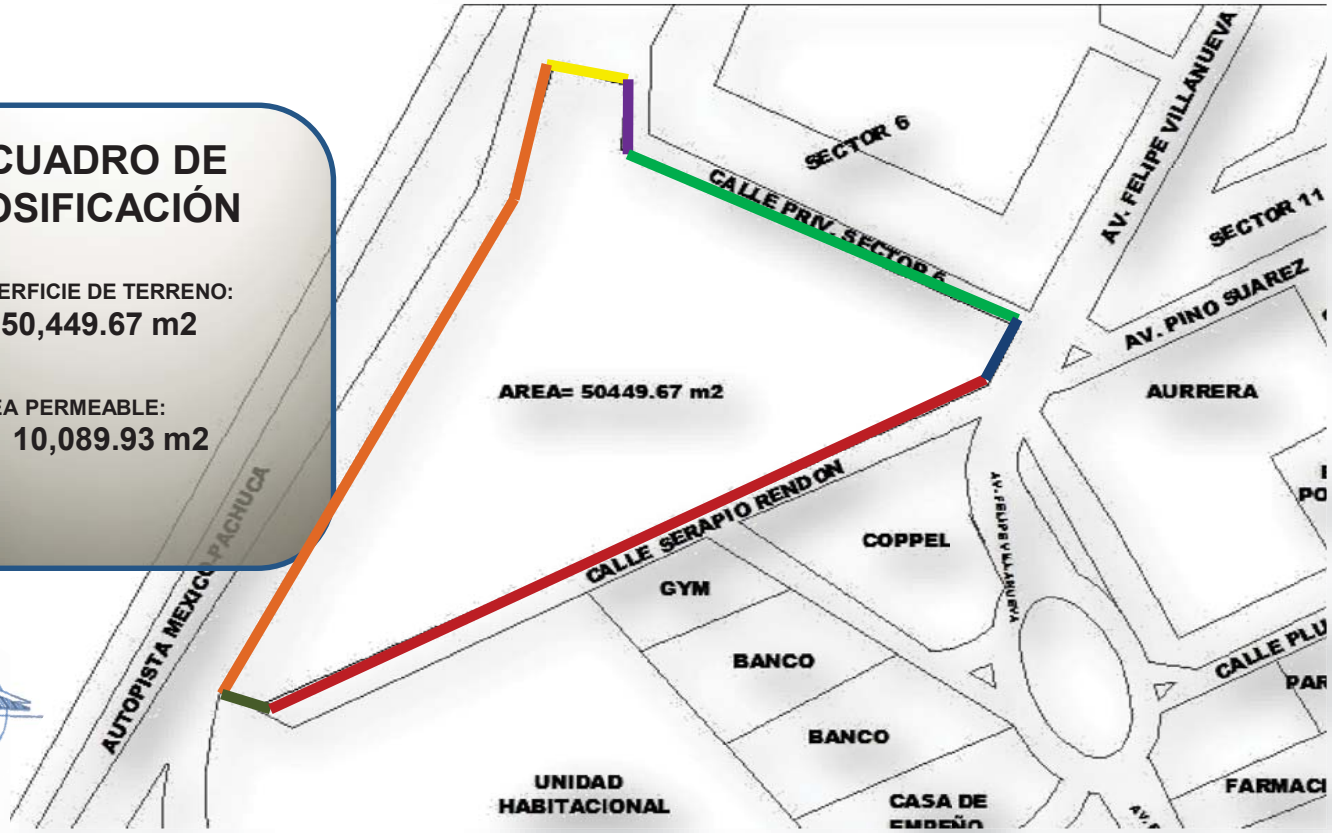 CUADRO DE
OSIFICACIÓN
ERFICIE DE TERRENO:
50,449.67 m2
EA PERMEABLE:
10,089.93 m2
AUTOPISTA MEXICO-PACHUCA
SECTOR 6
CALLE PRIV. SECTOR 6
AV. FELIPE VILLANUEVA
SECTOR 11
AV. PINO SUAREZ
AREA= 50449.67 m2
AURRERA
PO
CALLE SERAPIO RENDON
COPPEL
AV. FELIPE VILLANUEVA
GYM
BANCO
CALLE PLU
PAR
BANCO
UNIDAD
HABITACIONAL
CASA DE
EMPEÑO
FARMACI